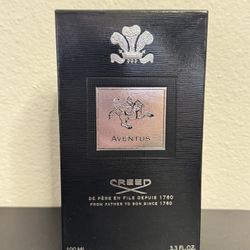 AVENTUS
CREED
DE PÈRE EN FILS DEPUIS 1760
FROM FATHER TO SON SINCE 1760
100 ML
3.3 FL.OZ.